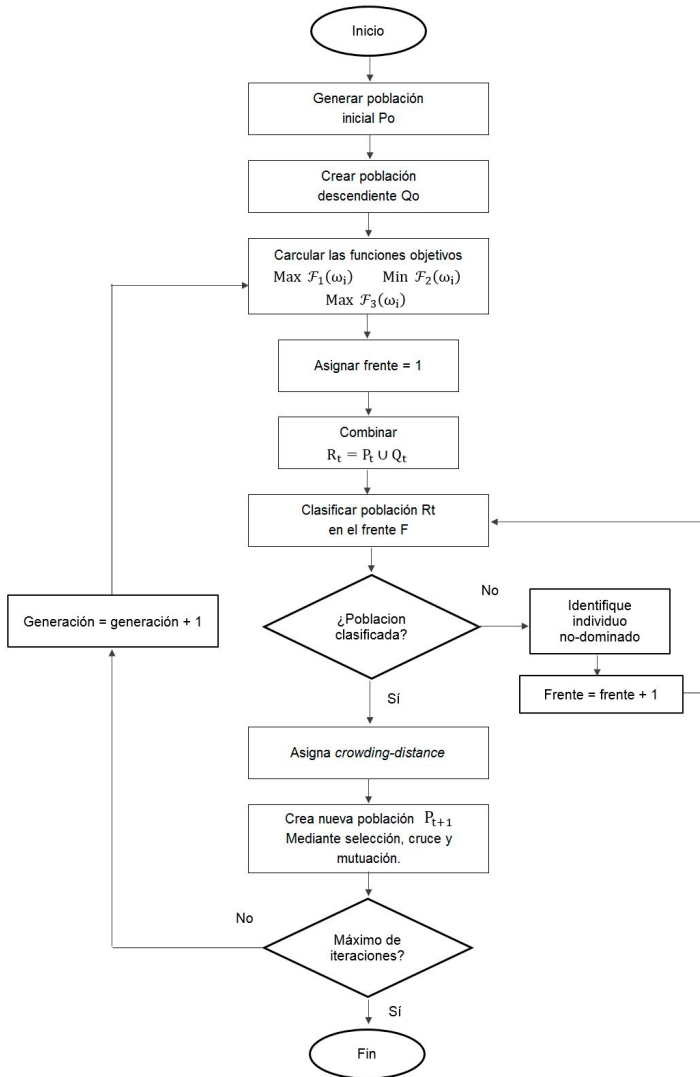 Inicio
Generar población
inicial Po
Crear población
descendiente Qo
Carcular las funciones objetivos
Max ℱ₁(ωᵢ) Min ℱ₂(ωᵢ)
Max ℱ₃(ωᵢ)
Asignar frente = 1
Combinar
Rₜ = Pₜ ∪ Qₜ
Clasificar población Rt
en el frente F
¿Poblacion
clasificada?
No
Identifique
individuo
no-dominado
Frente = frente + 1
Sí
Asigna crowding-distance
Crea nueva población Pₜ₊₁
Mediante selección, cruce y
mutuación.
Máximo de
iteraciones?
No
Generación = generación + 1
Sí
Fin